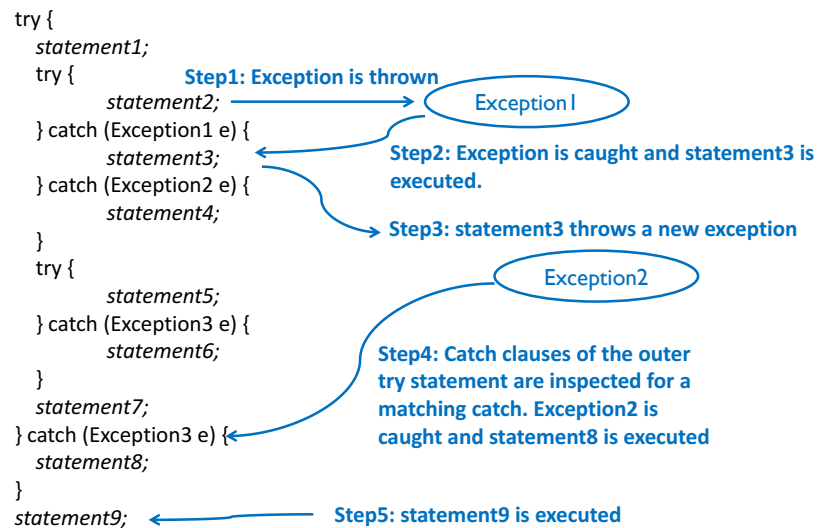 try {
statement1;
try {
Step1: Exception is thrown
statement2;
Exception1
} catch (Exception1 e) {
statement3;
Step2: Exception is caught and statement3 is
executed.
} catch (Exception2 e) {
statement4;
Step3: statement3 throws a new exception
}
try {
Exception2
statement5;
} catch (Exception3 e) {
statement6;
Step4: Catch clauses of the outer
try statement are inspected for a
matching catch. Exception2 is
caught and statement8 is executed
}
statement7;
} catch (Exception3 e) {
statement8;
}
statement9;
Step5: statement9 is executed